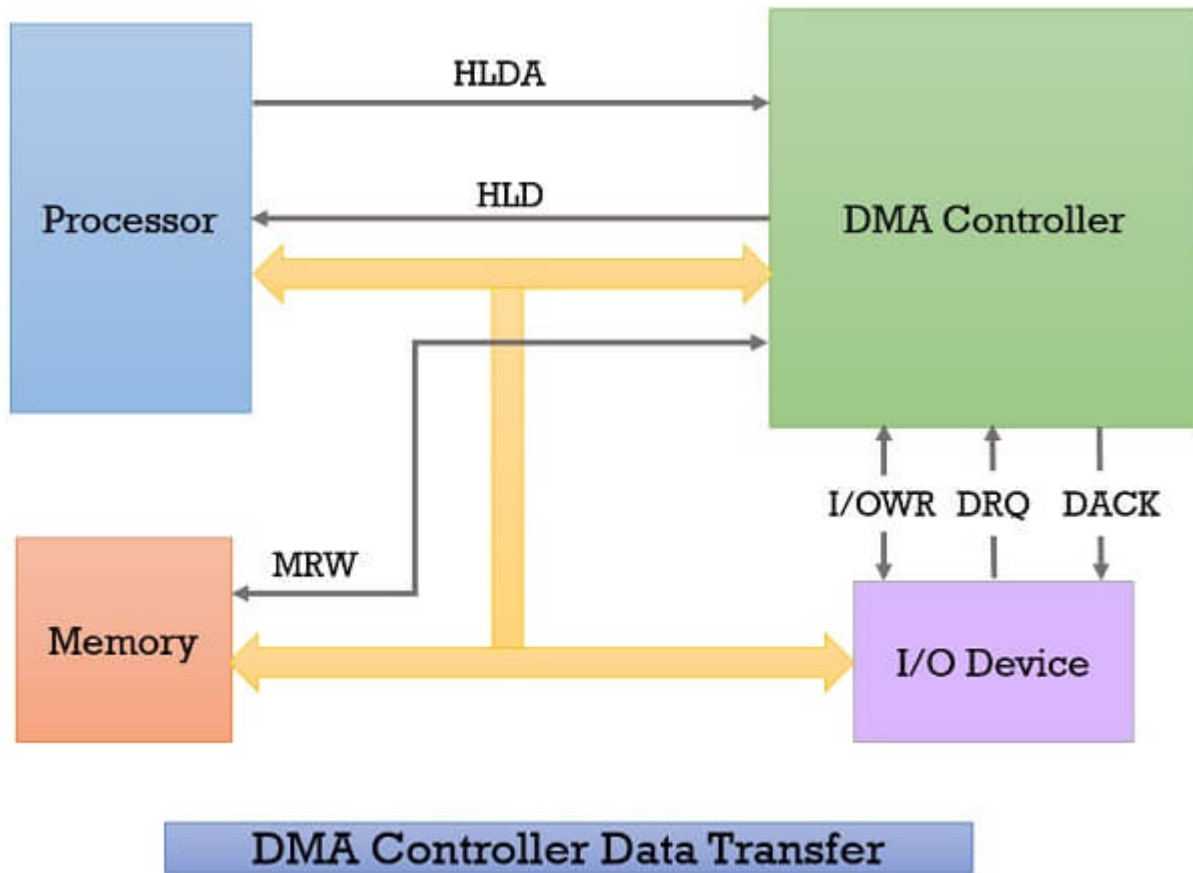 HLDA
HLD
Processor
DMA Controller
I/OWR DRQ DACK
MRW
Memory
I/O Device
DMA Controller Data Transfer